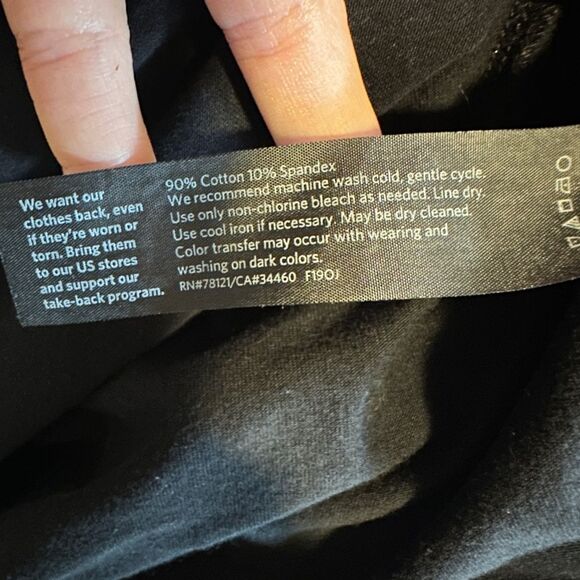 We want our
clothes back, even
if they're worn or
torn. Bring them
to our US stores
and support our
take-back program.
90% Cotton 10% Spandex
We recommend machine wash cold, gentle cycle.
Use only non-chlorine bleach as needed. Line dry.
Use cool iron if necessary. May be dry cleaned.
Color transfer may occur with wearing and
washing on dark colors.
RN#78121/CA#34460 F19OJ